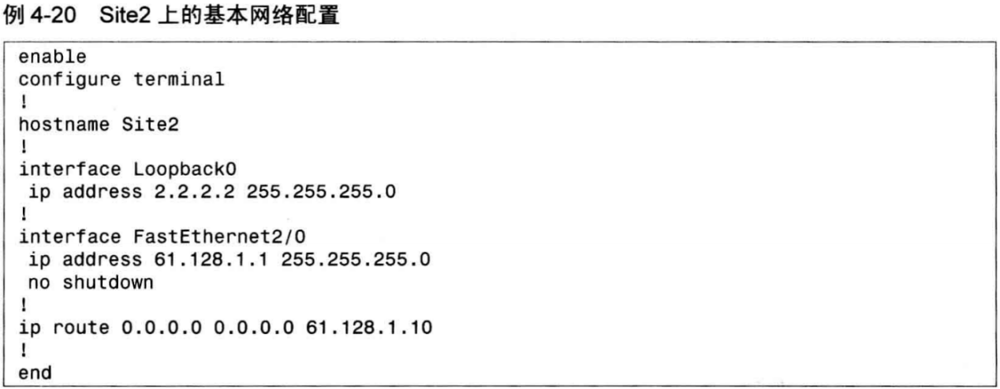 例 4-20 Site2 上的基本网络配置
enable
configure terminal
!
hostname Site2
!
interface Loopback0
ip address 2.2.2.2 255.255.255.0
!
interface FastEthernet2/0
ip address 61.128.1.1 255.255.255.0
no shutdown
!
ip route 0.0.0.0 0.0.0.0 61.128.1.10
!
end